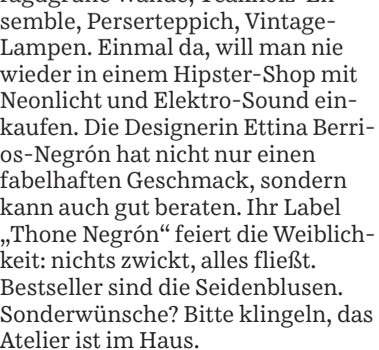 Wände, Teakholz-En-
semble, Perserteppich, Vintage-
Lampen. Einmal da, will man nie
wieder in einem Hipster-Shop mit
Neonlicht und Elektro-Sound ein-
kaufen. Die Designerin Ettina Berri-
os-Negrón hat nicht nur einen
fabelhaften Geschmack, sondern
kann auch gut beraten. Ihr Label
„Thone Negrón“ feiert die Weiblich-
keit: nichts zwickt, alles fließt.
Bestseller sind die Seidenblusen.
Sonderwünsche? Bitte klingeln, das
Atelier ist im Haus.